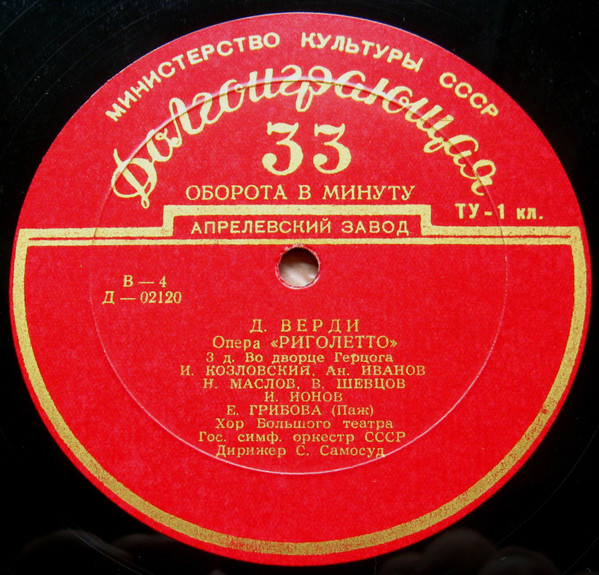 МИНИСТЕРСТВО КУЛЬТУРЫ СССР
Долгоиграющая
33
ОБОРОТА В МИНУТУ
ТУ-1 кл.
АПРЕЛЕВСКИЙ ЗАВОД
В — 4
Д — 02120
Д. ВЕРДИ
Опера «РИГОЛЕТТО»
3 д. Во дворце Герцога
И. КОЗЛОВСКИЙ, Ан. ИВАНОВ
Н. МАСЛОВ, В. ШЕВЦОВ
И. ИОНОВ
Е. ГРИБОВА (Паж)
Хор Большого театра
Гос. симф. оркестр СССР
Дирижер С. Самосуд